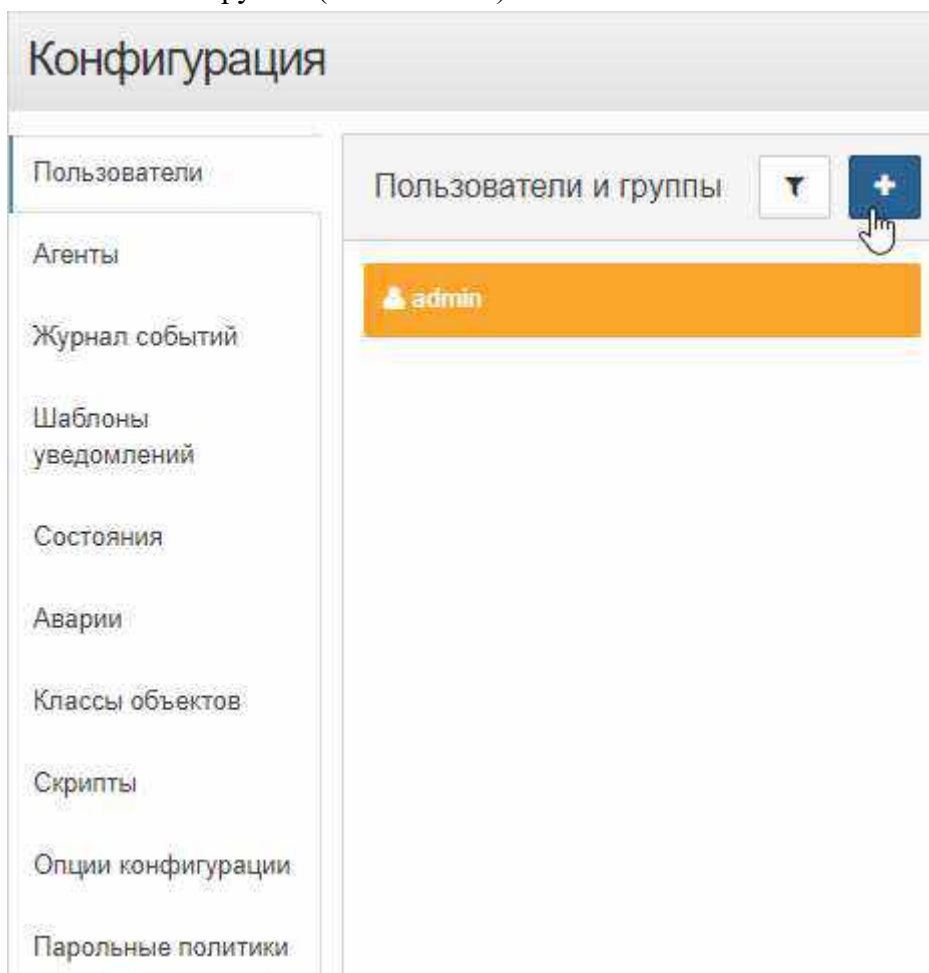 Конфигурация
Пользователи
Агенты
Журнал событий
Шаблоны
уведомлений
Состояния
Аварии
Классы объектов
Скрипты
Опции конфигурации
Парольные политики
Пользователи и группы
admin